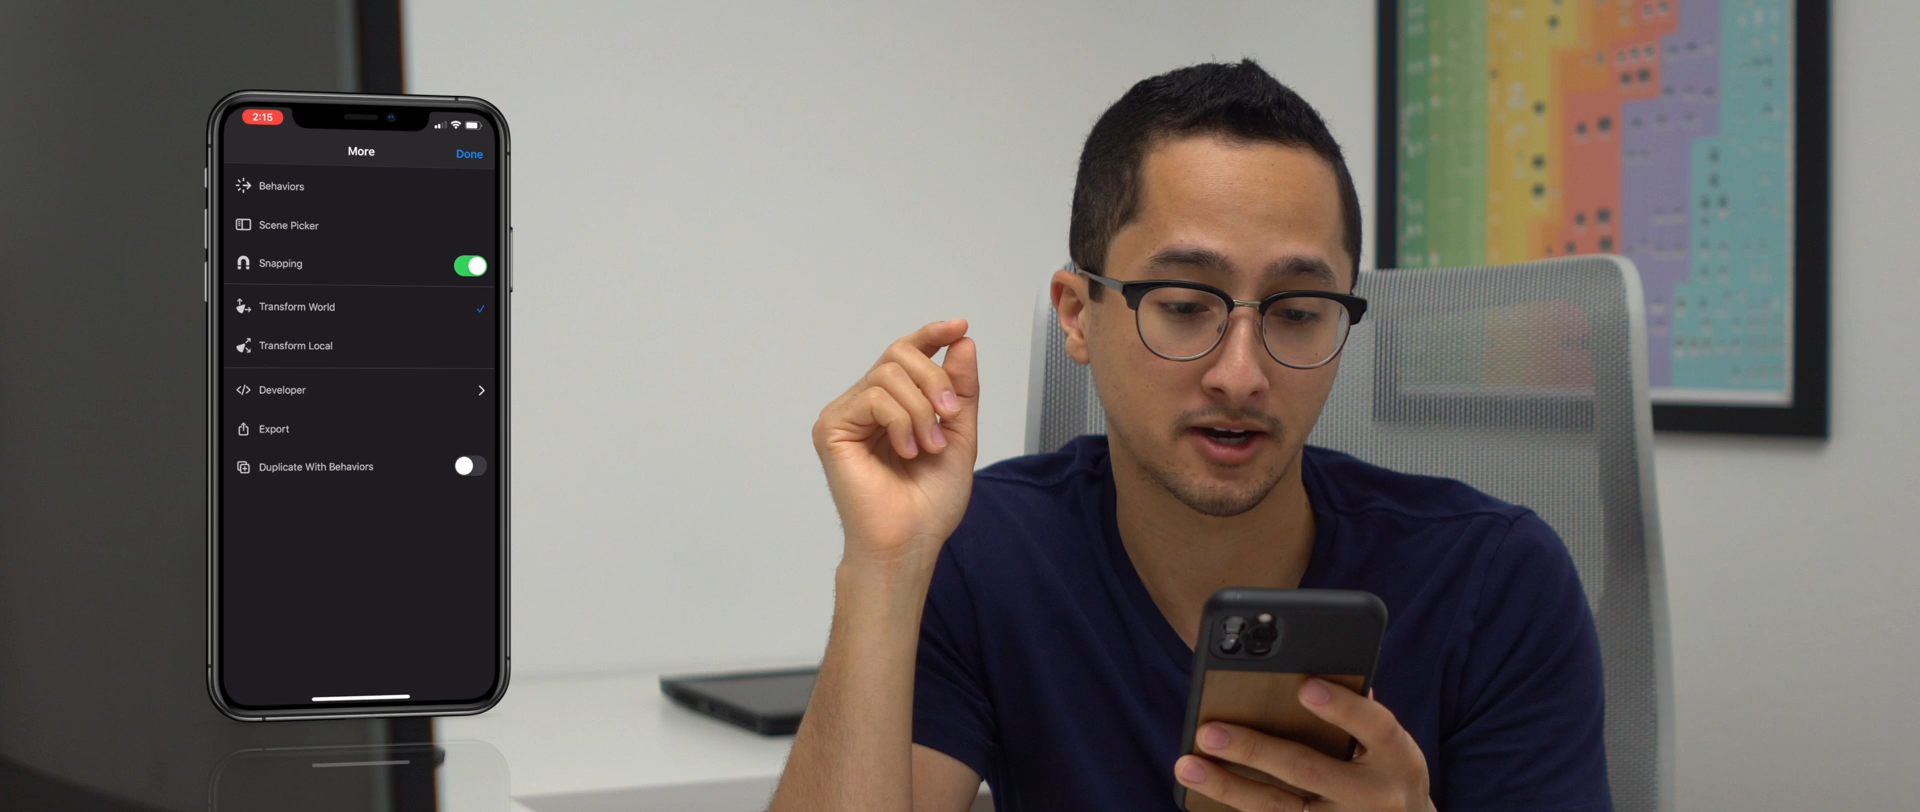 2:15
More
Done
Behaviors
Scene Picker
Snapping
Transform World
Transform Local
Developer
Export
Duplicate With Behaviors